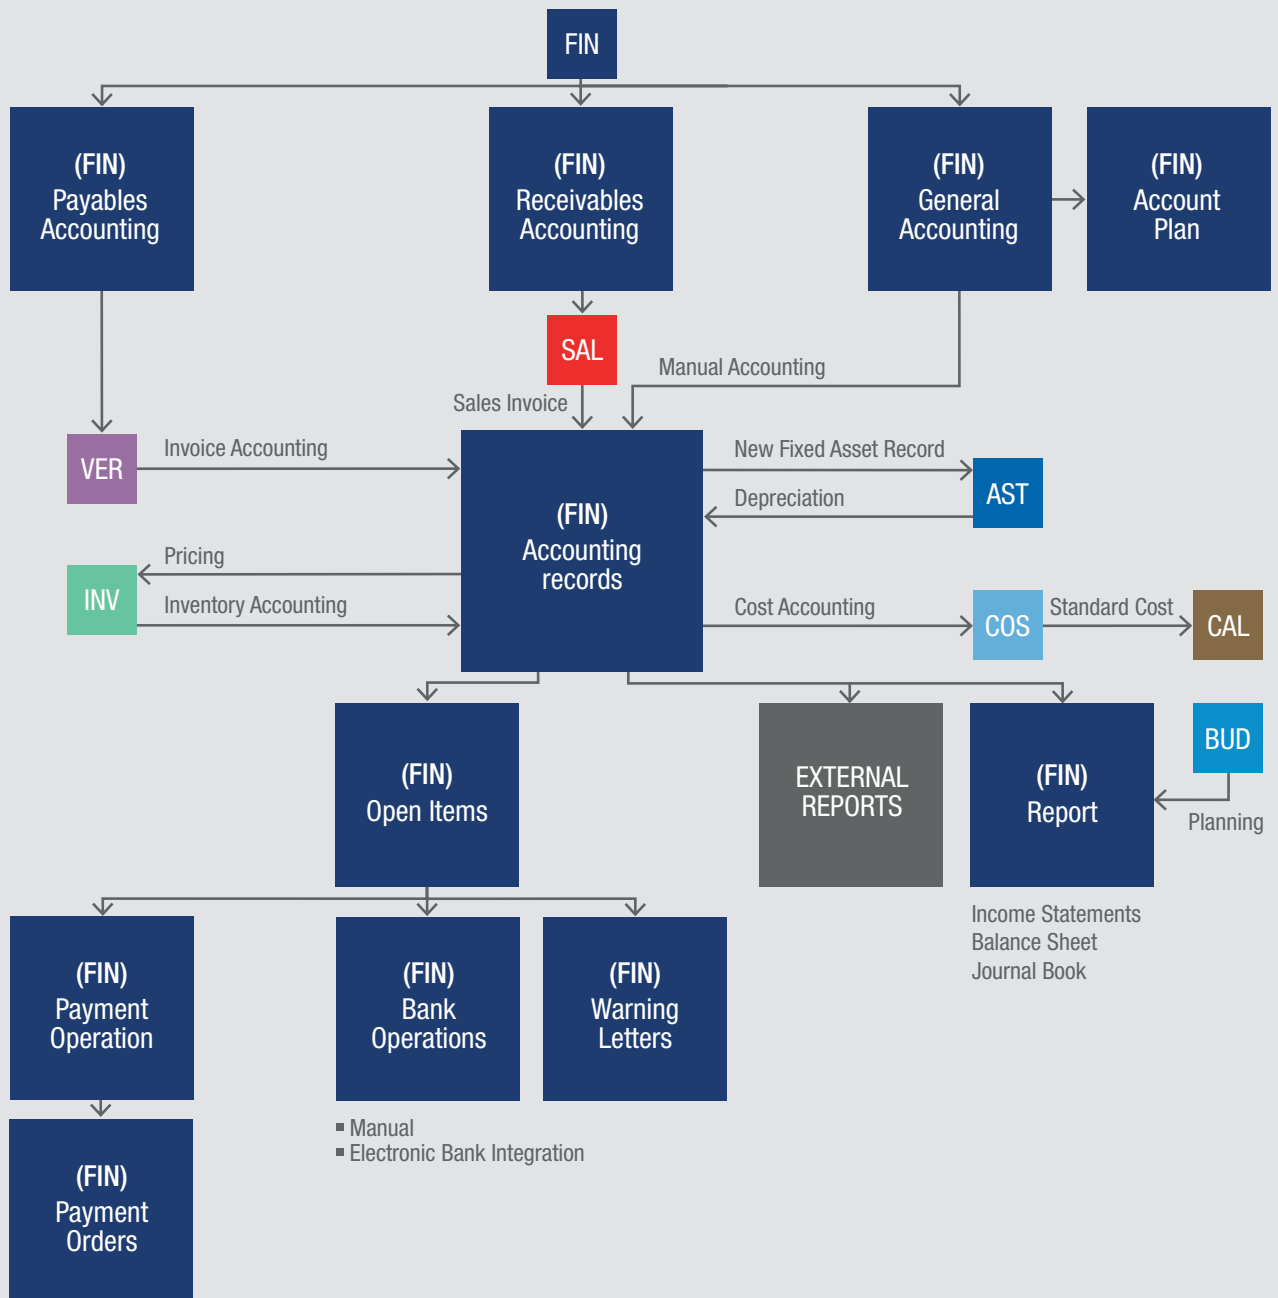 FIN
(FIN)
Payables
Accounting
(FIN)
Receivables
Accounting
(FIN)
General
Accounting
(FIN)
Account
Plan
SAL
Manual Accounting
Sales Invoice
VER
Invoice Accounting
New Fixed Asset Record
AST
Depreciation
(FIN)
Accounting
records
Pricing
INV
Inventory Accounting
Cost Accounting
COS
Standard Cost
CAL
(FIN)
Open Items
EXTERNAL
REPORTS
(FIN)
Report
BUD
Planning
Income Statements
Balance Sheet
Journal Book
(FIN)
Payment
Operation
(FIN)
Bank
Operations
(FIN)
Warning
Letters
▪ Manual
▪ Electronic Bank Integration
(FIN)
Payment
Orders